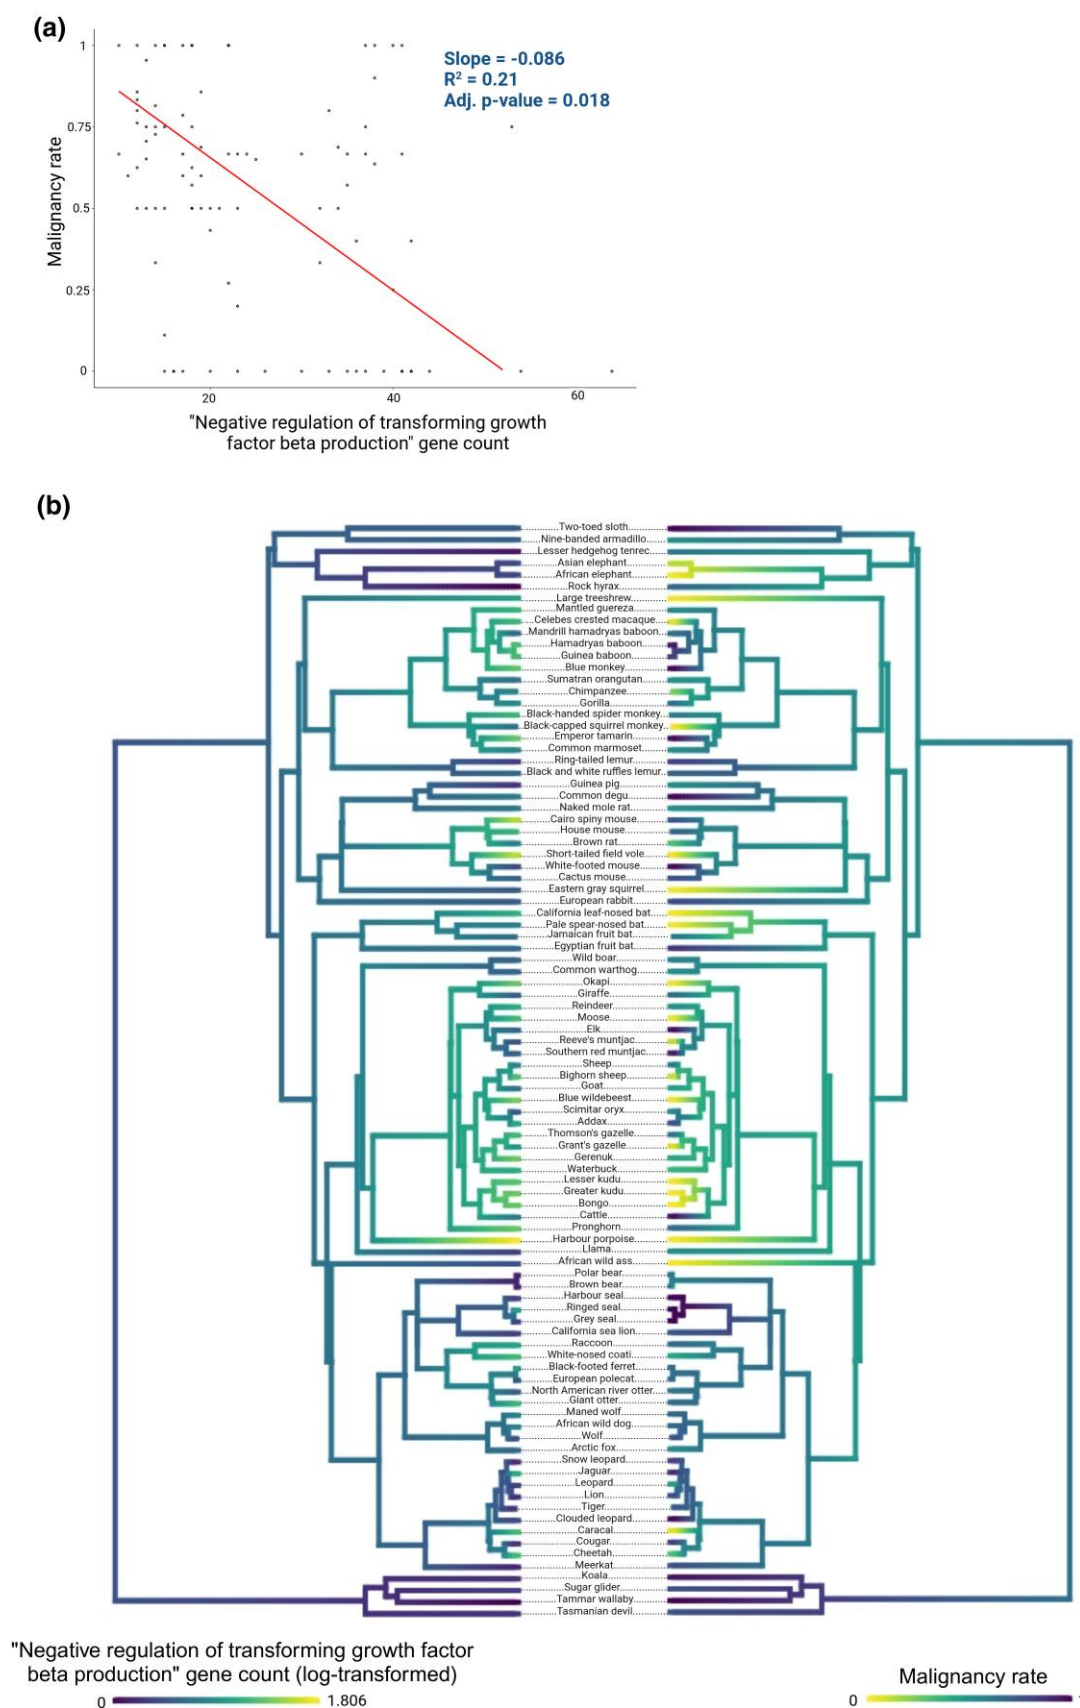 (a)
1
0.75
0.5
0.25
0
Malignancy rate
Slope = -0.086
R² = 0.21
Adj. p-value = 0.018
20
40
60
"Negative regulation of transforming growth
factor beta production" gene count
(b)
Two-toed sloth
Nine-banded armadillo
Lesser hedgehog tenrec
Asian elephant
African elephant
Rock hyrax
Large treeshrew
Mantled guereza
Celebes crested macaque
Mandrill hamadryas baboon
Hamadryas baboon
Guinea baboon
Blue monkey
Sumatran orangutan
Chimpanzee
Gorilla
Black-handed spider monkey
Black-capped squirrel monkey
Emperor tamarin
Common marmoset
Ring-tailed lemur
Black and white ruffles lemur
Guinea pig
Common degu
Naked mole rat
Cairo spiny mouse
House mouse
Brown rat
Short-tailed field vole
White-footed mouse
Cactus mouse
Eastern gray squirrel
European rabbit
California leaf-nosed bat
Pale spear-nosed bat
Jamaican fruit bat
Egyptian fruit bat
Wild boar
Common warthog
Okapi
Giraffe
Reindeer
Moose
Elk
Reeve's muntjac
Southern red muntjac
Sheep
Bighorn sheep
Goat
Blue wildebeest
Scimitar oryx
Addax
Thomson's gazelle
Grant's gazelle
Gerenuk
Waterbuck
Lesser kudu
Greater kudu
Bongo
Cattle
Pronghorn
Harbour porpoise
Llama
African wild ass
Polar bear
Brown bear
Harbour seal
Ringed seal
Grey seal
California sea lion
Raccoon
White-nosed coati
Black-footed ferret
European polecat
North American river otter
Giant otter
Maned wolf
African wild dog
Wolf
Arctic fox
Snow leopard
Jaguar
Leopard
Lion
Tiger
Clouded leopard
Caracal
Cougar
Cheetah
Meerkat
Koala
Sugar glider
Tammar wallaby
Tasmanian devil
"Negative regulation of transforming growth factor
beta production" gene count (log-transformed)
0 1.806
Malignancy rate
0